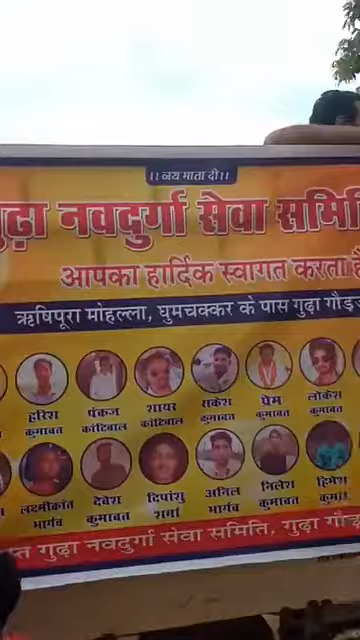 ।। जय माता दी ।।
गुढ़ा नवदुर्गा सेवा समिति
आपका हार्दिक स्वागत करता है
ऋषिपूरा मोहल्ला, घुमचक्कर के पास गुढ़ा गौड़
हरिश पंकज शायर राकेश प्रेम लोकेश
कुमावत कांटिवाल कांटिवाल कुमावत कुमावत कुमावत
लक्ष्मीकांत देवेश दिपांशु अनिल निलेश हिमेश
भार्गव कुमावत शर्मा भार्गव कुमावत कुमावत
गुढ़ा नवदुर्गा सेवा समिति, गुढ़ा